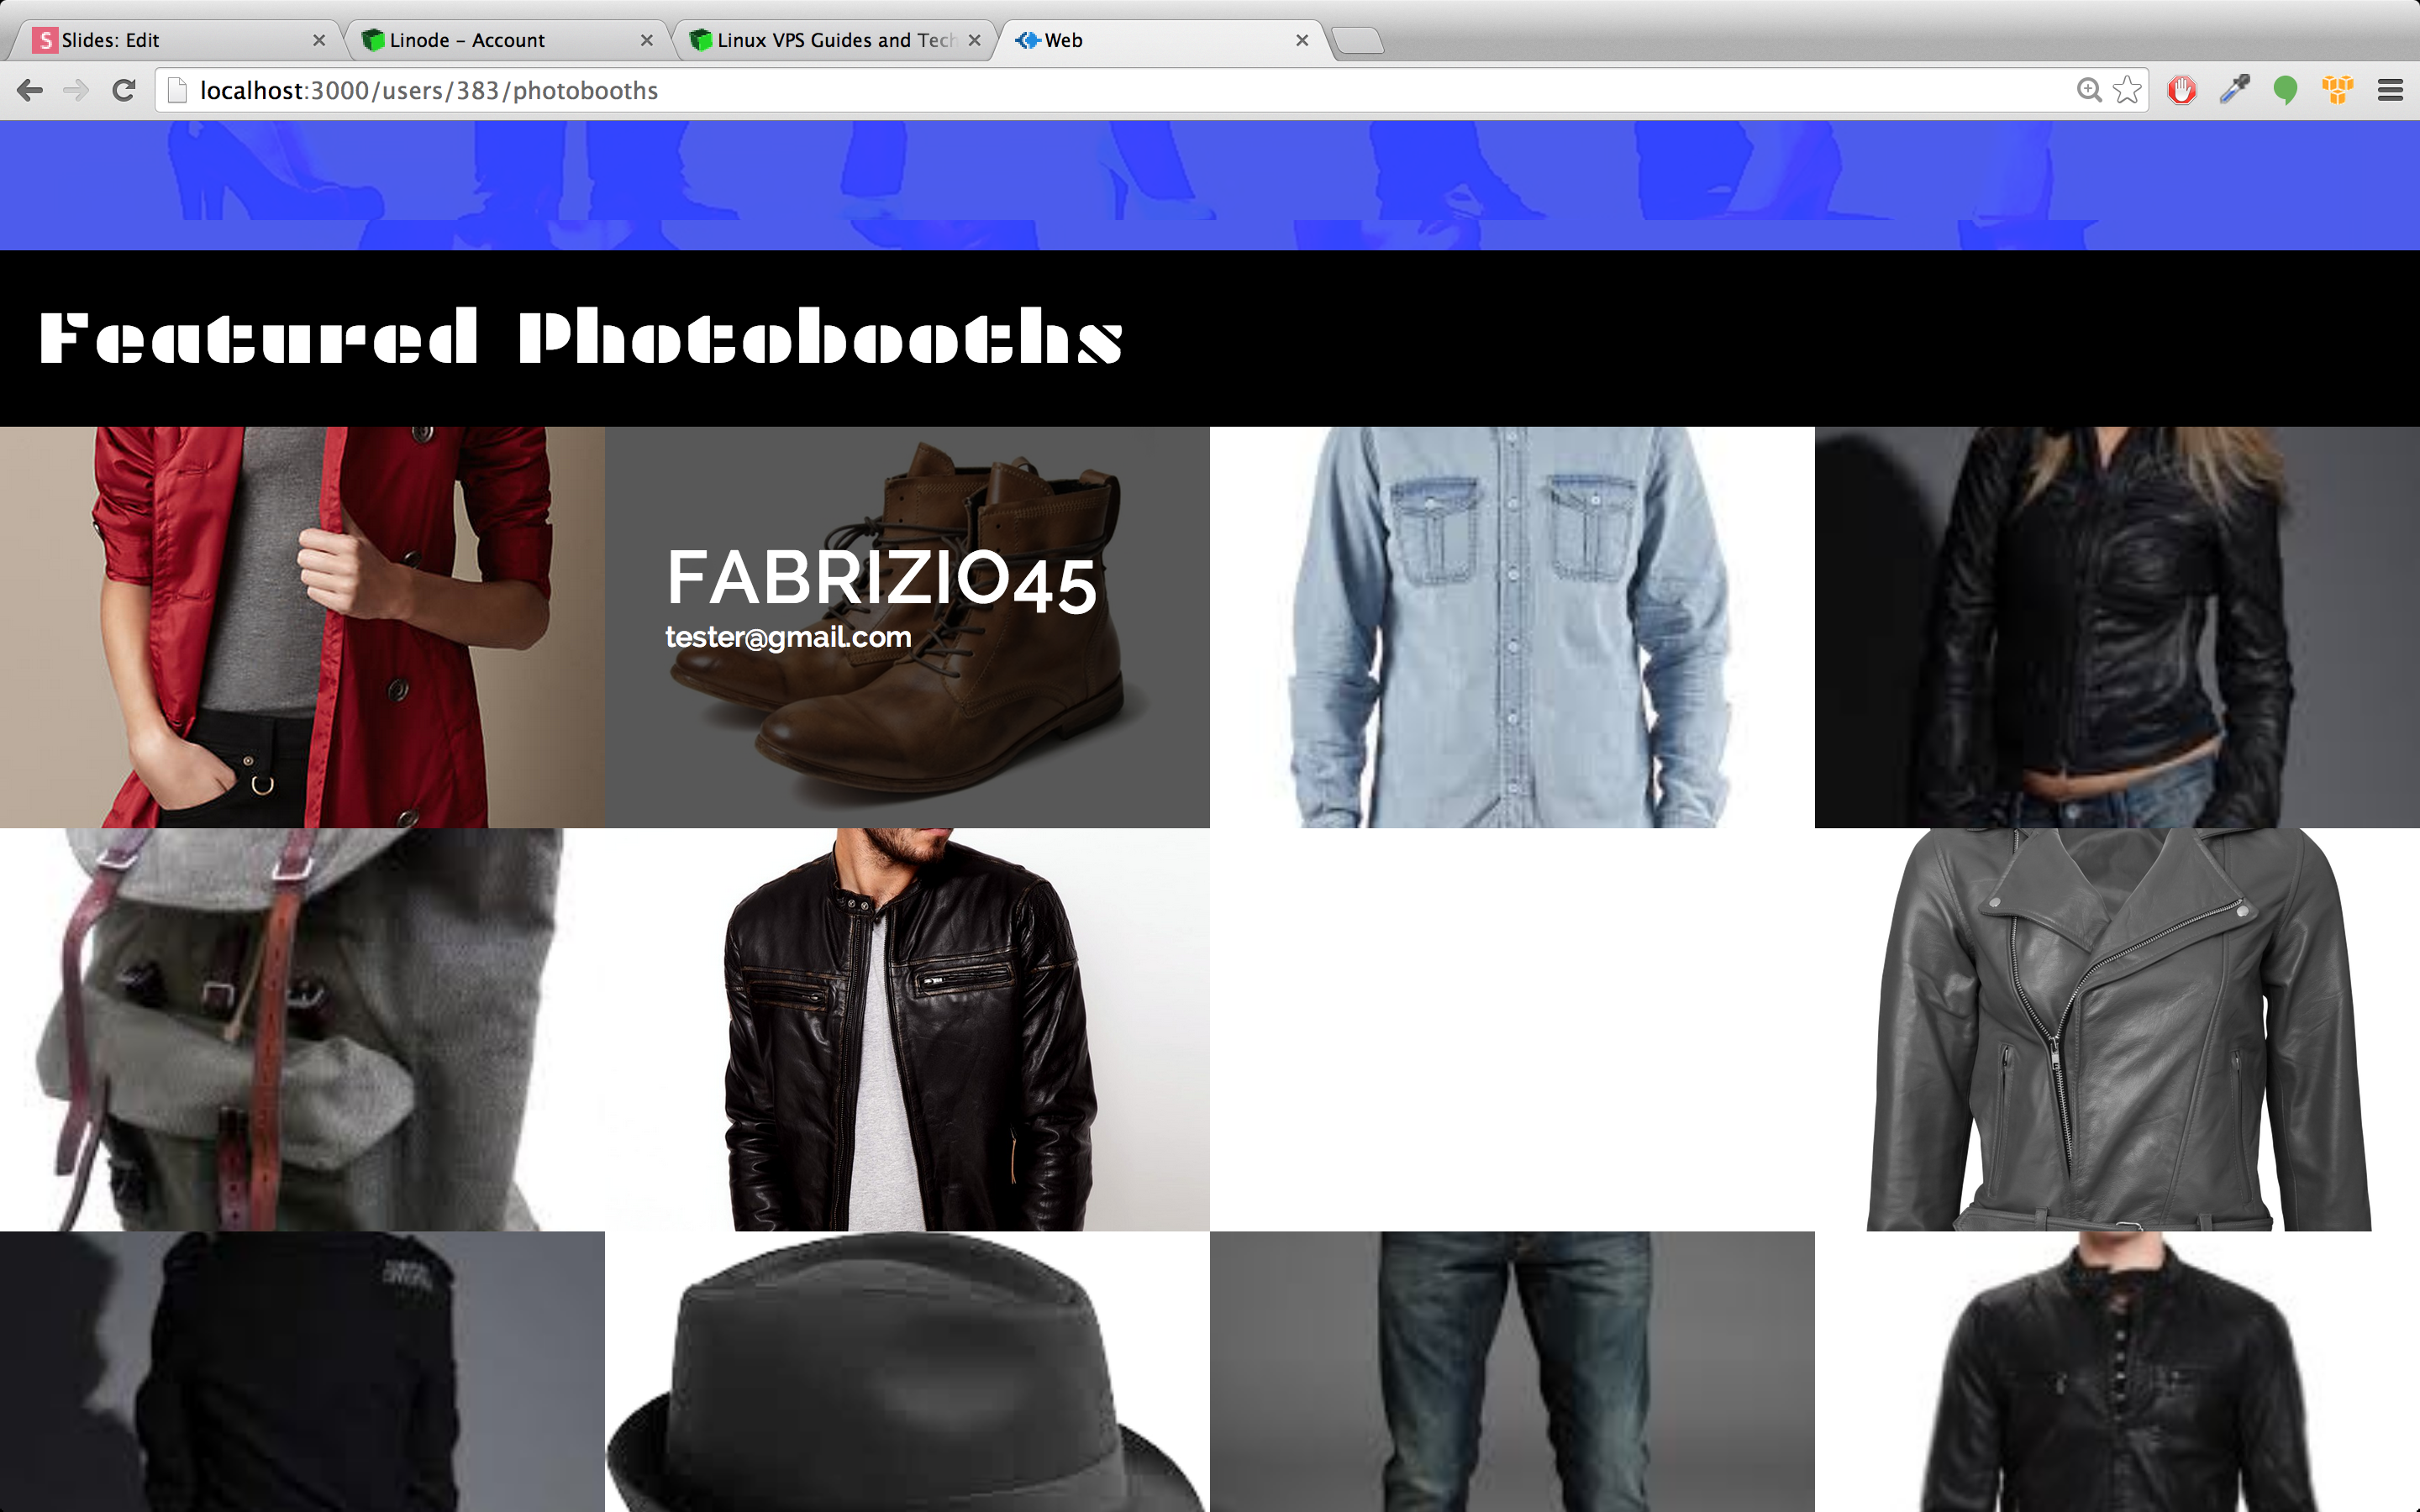 Slides: Edit
Linode – Account
Linux VPS Guides and Tech
Web
localhost:3000/users/383/photobooths
Featured Photobooths
FABRIZIO45
tester@gmail.com